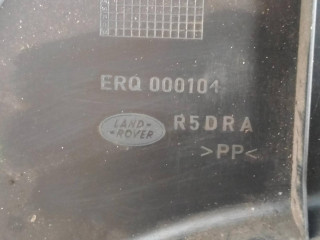 ERQ 000104
LAND-
ROVER
R5DRA
>PP<